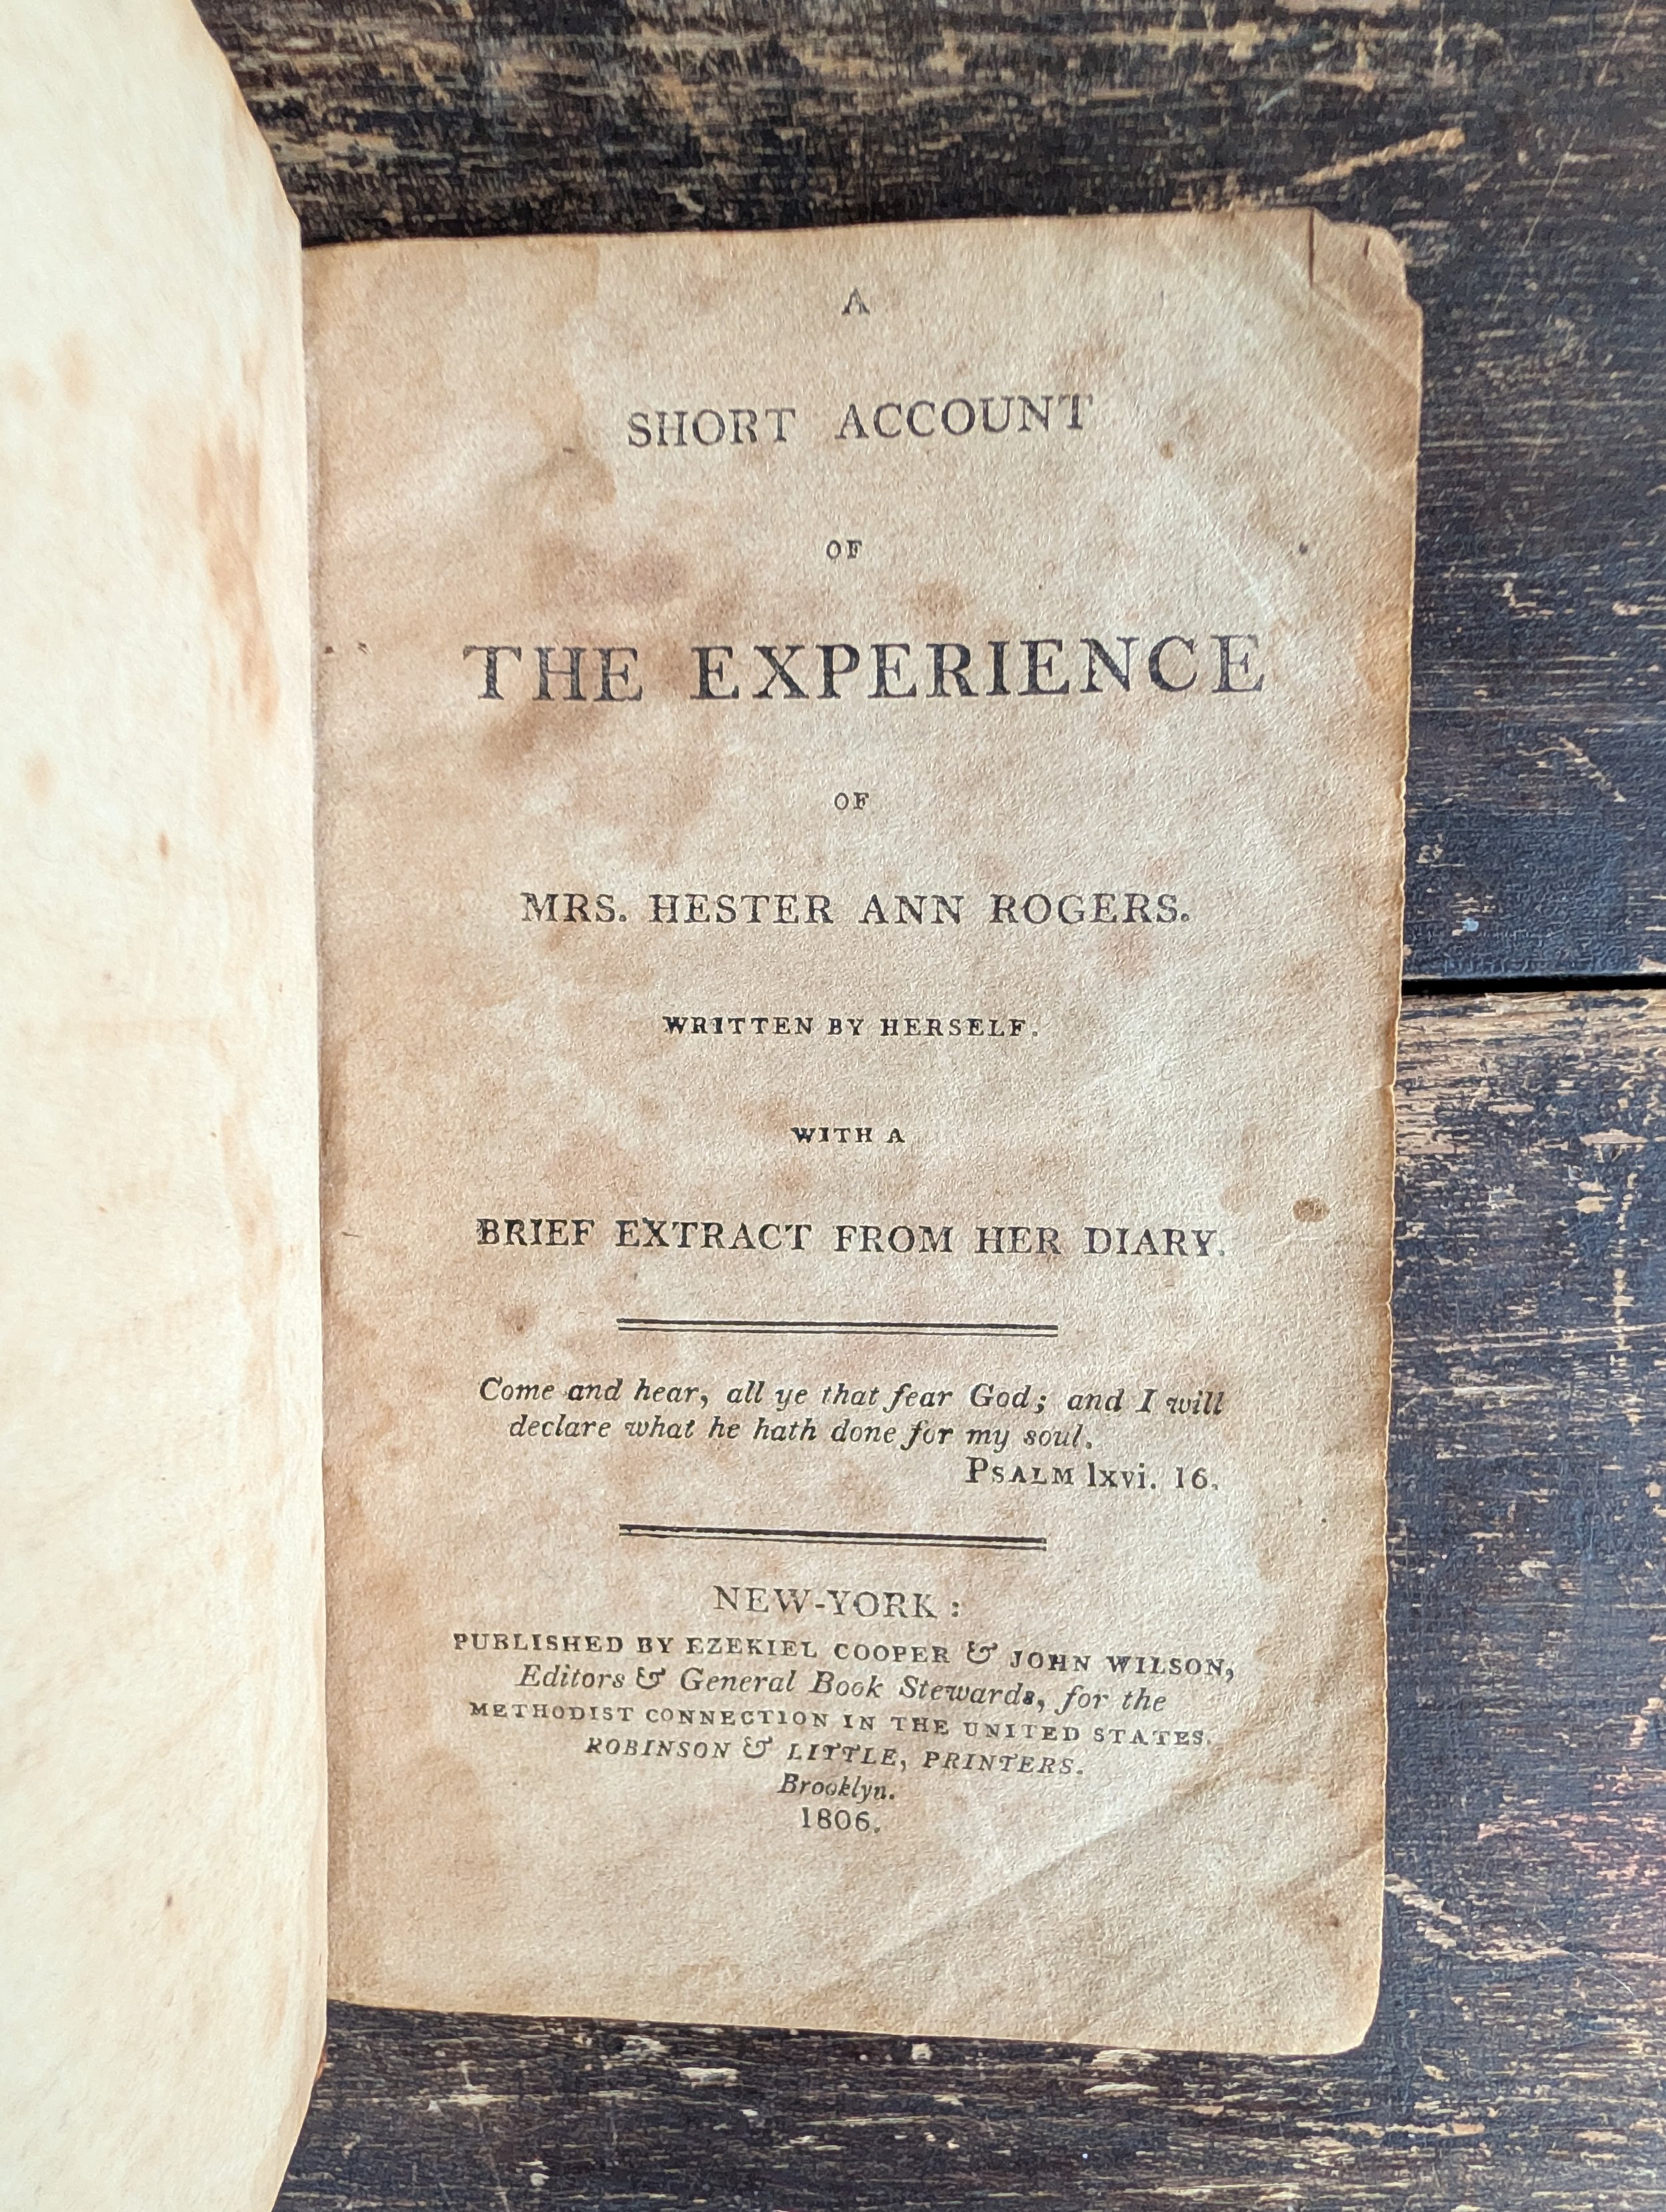 A
SHORT ACCOUNT
OF
THE EXPERIENCE
OF
MRS. HESTER ANN ROGERS.
WRITTEN BY HERSELF.
WITH A
BRIEF EXTRACT FROM HER DIARY.
Come and hear, all ye that fear God; and I will
declare what he hath done for my soul.
PSALM lxvi. 16.
NEW-YORK:
PUBLISHED BY EZEKIEL COOPER & JOHN WILSON,
Editors & General Book Stewards, for the
METHODIST CONNECTION IN THE UNITED STATES.
ROBINSON & LITTLE, PRINTERS.
Brooklyn.
1806.